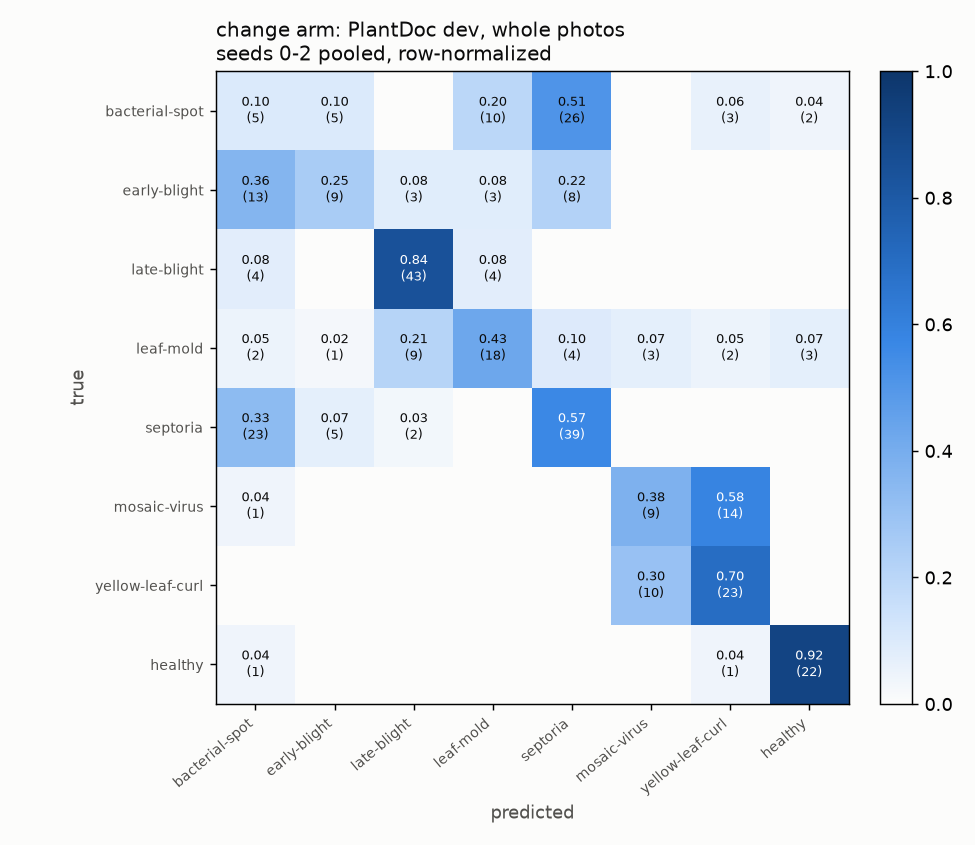 change arm: PlantDoc dev, whole photos
seeds 0-2 pooled, row-normalized
true
bacterial-spot
0.10 (5)
0.10 (5)
0.20 (10)
0.51 (26)
0.06 (3)
0.04 (2)
early-blight
0.36 (13)
0.25 (9)
0.08 (3)
0.08 (3)
0.22 (8)
late-blight
0.08 (4)
0.84 (43)
0.08 (4)
leaf-mold
0.05 (2)
0.02 (1)
0.21 (9)
0.43 (18)
0.10 (4)
0.07 (3)
0.05 (2)
0.07 (3)
septoria
0.33 (23)
0.07 (5)
0.03 (2)
0.57 (39)
mosaic-virus
0.04 (1)
0.38 (9)
0.58 (14)
yellow-leaf-curl
0.30 (10)
0.70 (23)
healthy
0.04 (1)
0.04 (1)
0.92 (22)
bacterial-spot
early-blight
late-blight
leaf-mold
septoria
mosaic-virus
yellow-leaf-curl
healthy
predicted
1.0
0.8
0.6
0.4
0.2
0.0